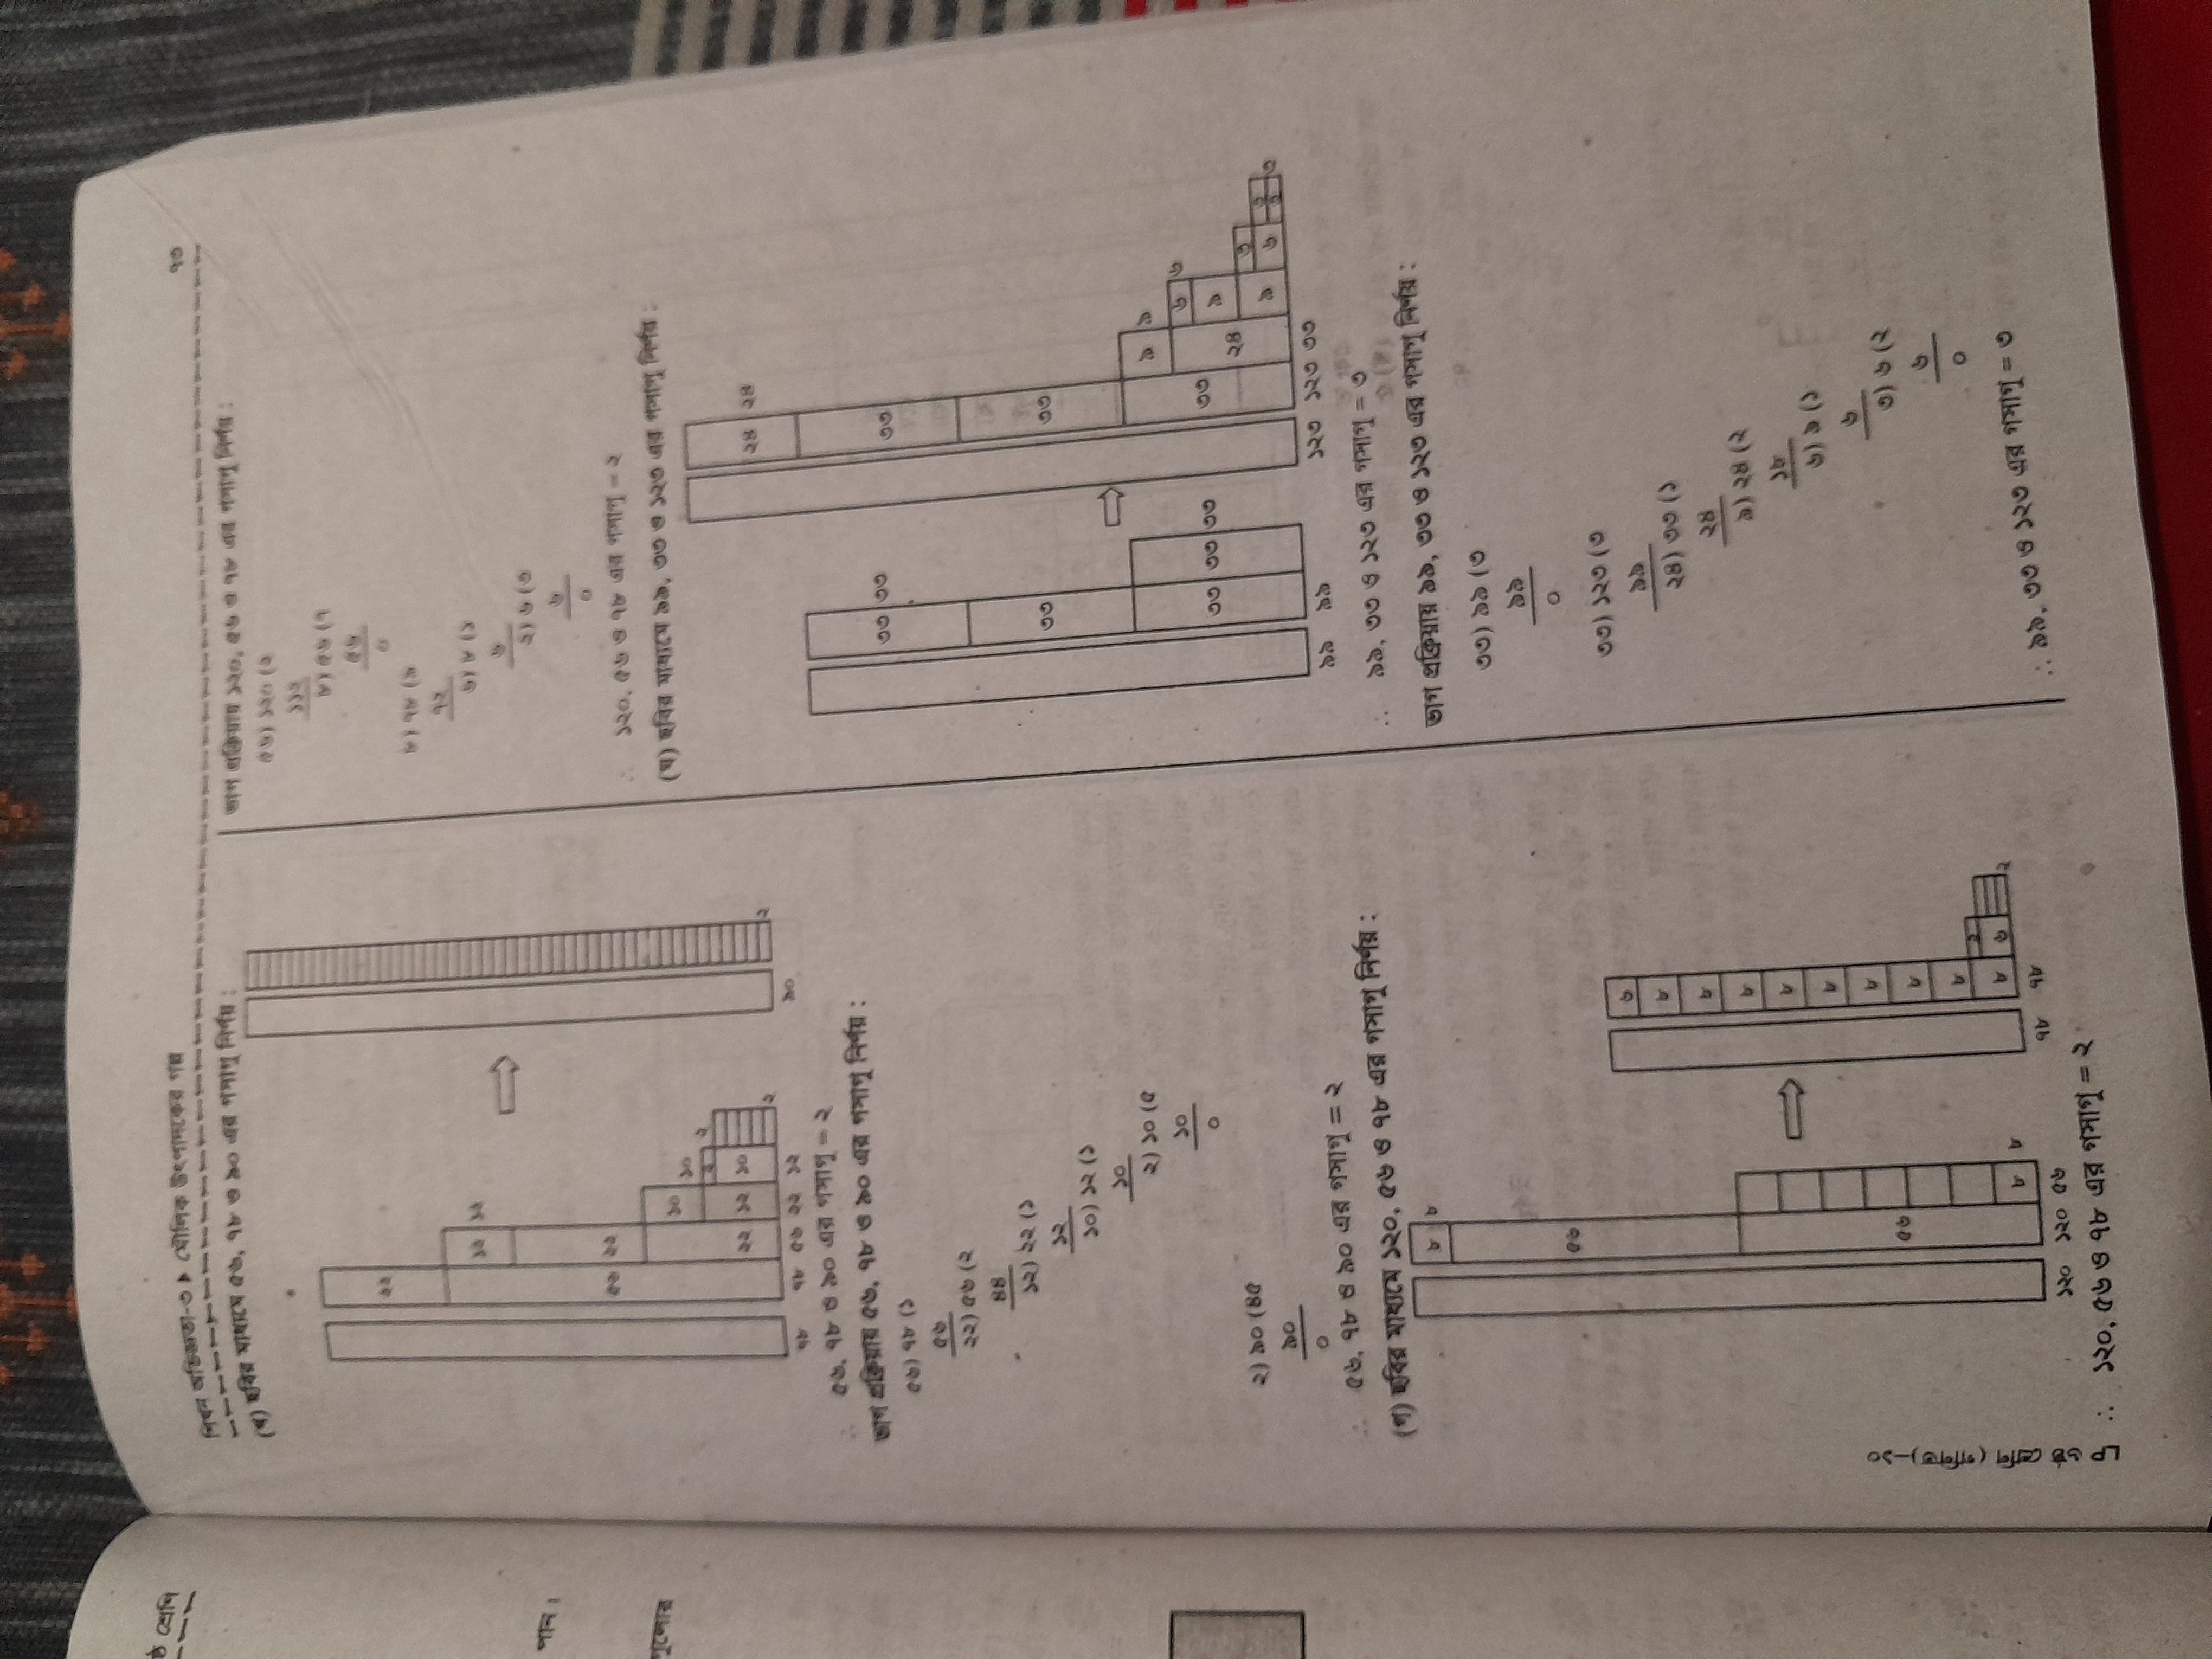 ষ্ঠ শ্রেণি
পান।
গুলোর
শিখন অভিজ্ঞতা-৩ ▶ মৌলিক উৎপাদকের গল্প
৭৩
(খ) ছবির মাধ্যমে ৫৬, ৭৮ ও ৯০ এর গসাগু নির্ণয় :
২২
১২ ১২
৫৬ ২২
১০ ১০
২ ২
২২ ১২ ১০
২
২
৭৮ ৭৮ ৫৬ ২২ ১২
৯০
∴ ৫৬, ৭৮ ও ৯০ এর গসাগু = ২
ভাগ প্রক্রিয়ায় ৫৬, ৭৮ ও ৯০ এর গসাগু নির্ণয় :
৫৬) ৭৮ (১
৫৬
২২) ৫৬ (২
৪৪
১২) ২২ (১
১২
১০) ১২ (১
১০
২) ১০ (৫
১০
০
২) ৯০ (৪৫
৯০
০
∴ ৫৬, ৭৮ ও ৯০ এর গসাগু = ২
(গ) ছবির মাধ্যমে ১২০, ৫৬ ও ৭৮ এর গসাগু নির্ণয় :
৮ ৮
৫৬
৫৬
৮ ৮
১২০ ১২০ ৫৬
৬
৮
৮
৮
৮
৮
৮
৮
৮
২
৮ ৬
২
৭৮ ৭৮
∴ ১২০, ৫৬ ও ৭৮ এর গসাগু = ২
LP ৬ষ্ঠ শ্রেণি (গণিত)—১০
ভাগ প্রক্রিয়ায় ১২০, ৫৬ ও ৭৮ এর গসাগু নির্ণয় :
৫৬) ১২০ (২
১১২
৮) ৫৬ (৭
৫৬
০
৮) ৭৮ (৯
৭২
৬) ৮ (১
৬
২) ৬ (৩
৬
০
∴ ১২০, ৫৬ ও ৭৮ এর গসাগু = ২
(ঘ) ছবির মাধ্যমে ৯৯, ৩৩ ও ১২৩ এর গসাগু নির্ণয় :
৩৩ ৩৩
৩৩
৩৩ ৩৩ ৩৩
৯৯ ৯৯
২৪ ২৪
৩৩
৩৩
৯ ৯
৬ ৬
৩৩ ৯
২৪ ৩
৯ ৬ ৩
১২৩ ১২৩ ৩৩
∴ ৯৯, ৩৩ ও ১২৩ এর গসাগু = ৩
ভাগ প্রক্রিয়ায় ৯৯, ৩৩ ও ১২৩ এর গসাগু নির্ণয় :
৩৩) ৯৯ (৩
৯৯
০
৩৩) ১২৩ (৩
৯৯
২৪) ৩৩ (১
২৪
৯) ২৪ (২
১৮
৬) ৯ (১
৬
৩) ৬ (২
৬
০
∴ ৯৯, ৩৩ ও ১২৩ এর গসাগু = ৩